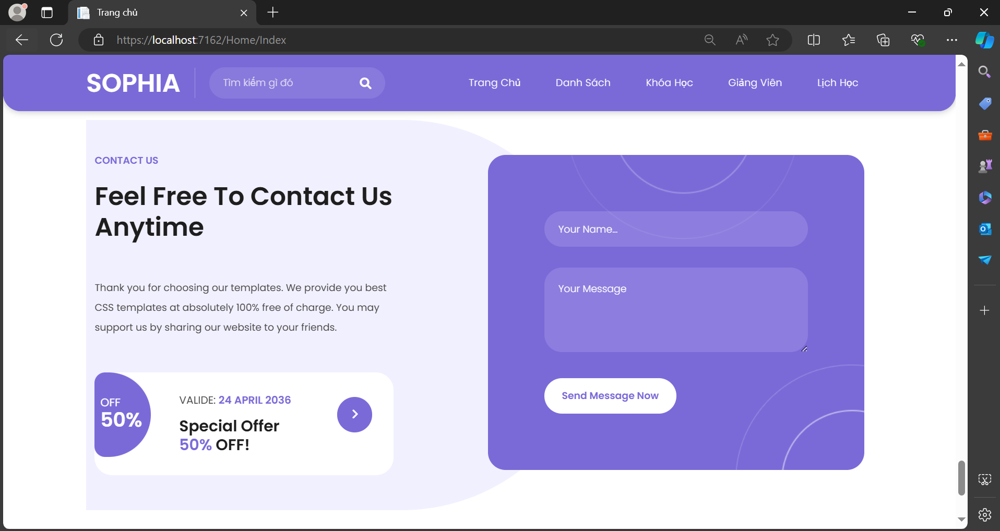 Trang chủ
https://localhost:7162/Home/Index
SOPHIA
Tìm kiếm gì đó
Trang Chủ
Danh Sách
Khóa Học
Giảng Viên
Lịch Học
CONTACT US
Feel Free To Contact Us
Anytime
Thank you for choosing our templates. We provide you best
CSS templates at absolutely 100% free of charge. You may
support us by sharing our website to your friends.
OFF
50%
VALIDE: 24 APRIL 2036
Special Offer
50% OFF!
Your Name...
Your Message
Send Message Now